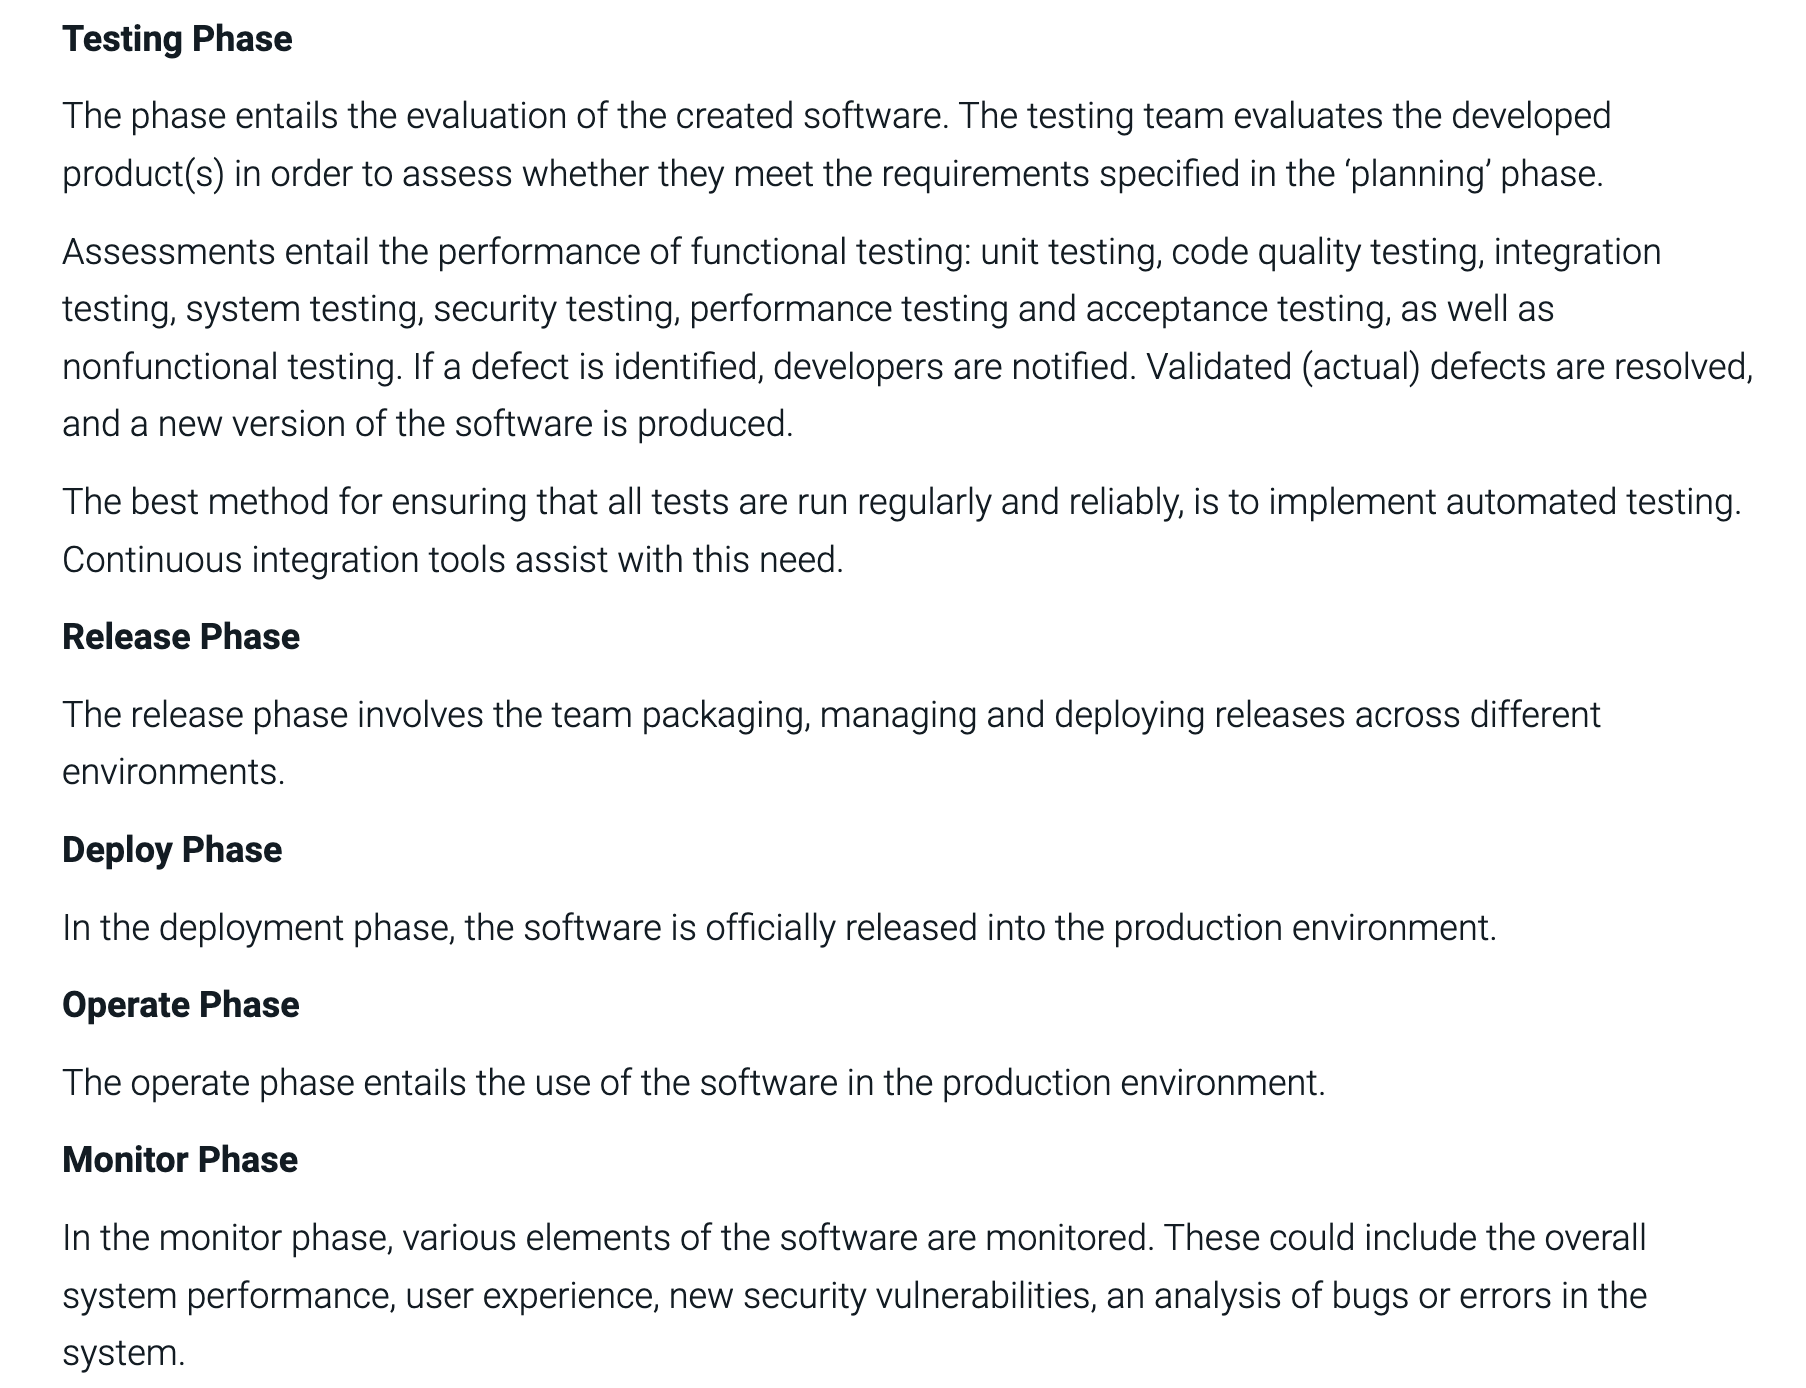 Testing Phase
The phase entails the evaluation of the created software. The testing team evaluates the developed
product(s) in order to assess whether they meet the requirements specified in the ‘planning’ phase.
Assessments entail the performance of functional testing: unit testing, code quality testing, integration
testing, system testing, security testing, performance testing and acceptance testing, as well as
nonfunctional testing. If a defect is identified, developers are notified. Validated (actual) defects are resolved,
and a new version of the software is produced.
The best method for ensuring that all tests are run regularly and reliably, is to implement automated testing.
Continuous integration tools assist with this need.
Release Phase
The release phase involves the team packaging, managing and deploying releases across different
environments.
Deploy Phase
In the deployment phase, the software is officially released into the production environment.
Operate Phase
The operate phase entails the use of the software in the production environment.
Monitor Phase
In the monitor phase, various elements of the software are monitored. These could include the overall
system performance, user experience, new security vulnerabilities, an analysis of bugs or errors in the
system.